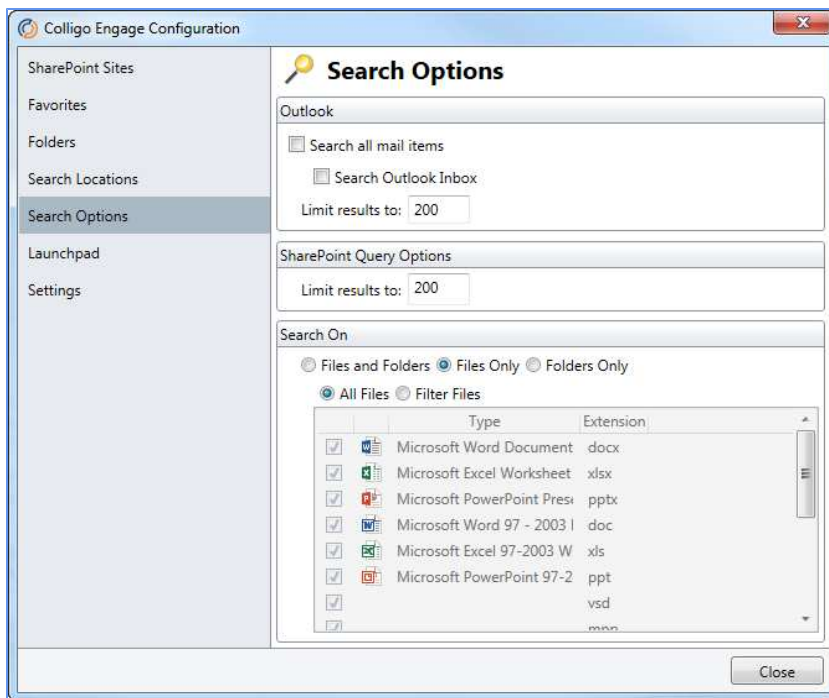 Colligo Engage Configuration
SharePoint Sites
Favorites
Folders
Search Locations
Search Options
Launchpad
Settings
Search Options
Outlook
Search all mail items
Search Outlook Inbox
Limit results to: 200
SharePoint Query Options
Limit results to: 200
Search On
Files and Folders Files Only Folders Only
All Files Filter Files
Type Extension
Microsoft Word Document docx
Microsoft Excel Worksheet xlsx
Microsoft PowerPoint Pres pptx
Microsoft Word 97 - 2003 doc
Microsoft Excel 97-2003 W xls
Microsoft PowerPoint 97-2 ppt
vsd
Close